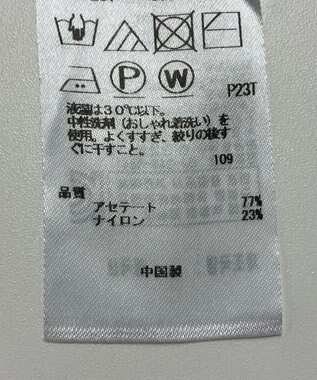 P
W
P23T
液温は30℃以下。
中性洗剤（おしゃれ着洗い）を
使用。よくすすぎ、絞りの後す
ぐに干すこと。
109
品質
アセテート 77%
ナイロン 23%
中国製